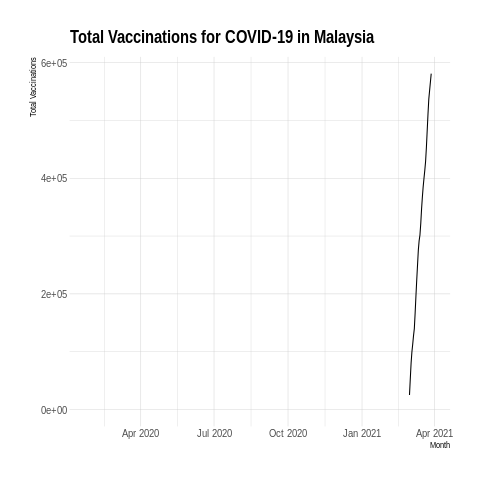 Total Vaccinations for COVID-19 in Malaysia
Total Vaccinations
6e+05
4e+05
2e+05
0e+00
Apr 2020 Jul 2020 Oct 2020 Jan 2021 Apr 2021
Month